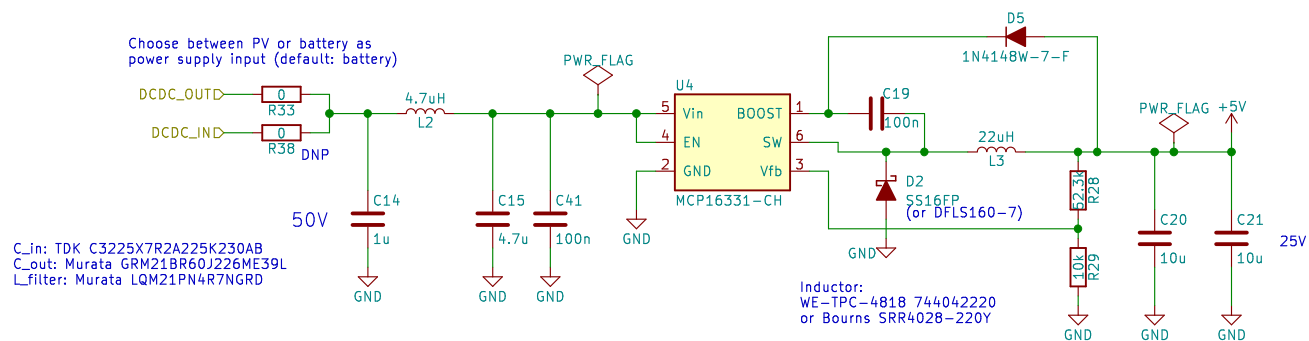 Choose between PV or battery as
power supply input (default: battery)
DCDC_OUT
0
R33
DCDC_IN
0
R38
DNP
4.7uH
L2
PWR_FLAG
U4
5
Vin
4
EN
2
GND
BOOST
1
SW
6
Vfb
3
MCP16331-CH
GND
D5
1N4148W-7-F
C19
100n
22uH
L3
PWR_FLAG
+5V
D2
SS16FP
(or DFLS160-7)
GND
52.3k
R28
10k
R29
GND
C20
10u
GND
C21
10u
GND
25V
50V
C14
1u
GND
C15
4.7u
GND
C41
100n
GND
C_in: TDK C3225X7R2A225K230AB
C_out: Murata GRM21BR60J226ME39L
L_filter: Murata LQM21PN4R7NGRD
Inductor:
WE-TPC-4818 744042220
or Bourns SRR4028-220Y